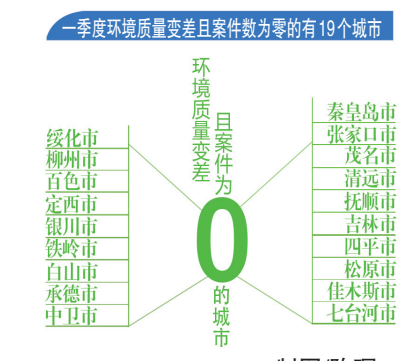 一季度环境质量变差且案件数为零的有19个城市
环境质量变差
且案件为
0
的城市
绥化市
柳州市
百色市
定西市
银川市
铁岭市
白山市
承德市
中卫市
秦皇岛市
张家口市
茂名市
清远市
抚顺市
吉林市
四平市
松原市
佳木斯市
七台河市